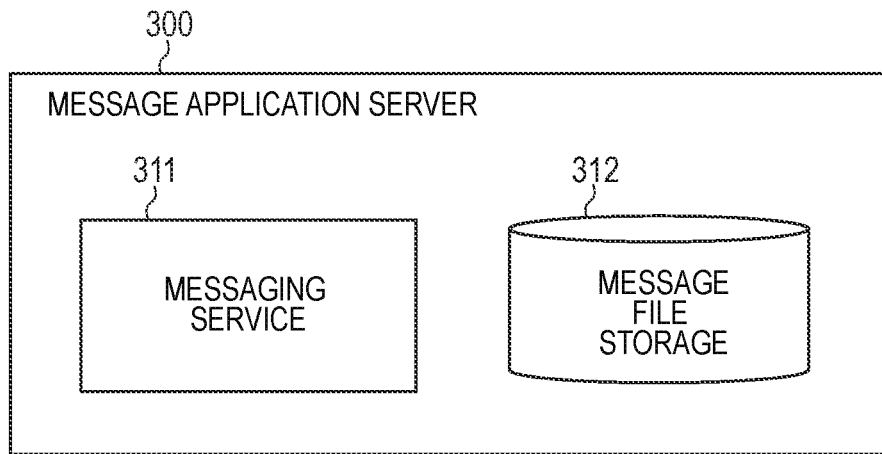 300
MESSAGE APPLICATION SERVER
311
MESSAGING
SERVICE
312
MESSAGE
FILE
STORAGE